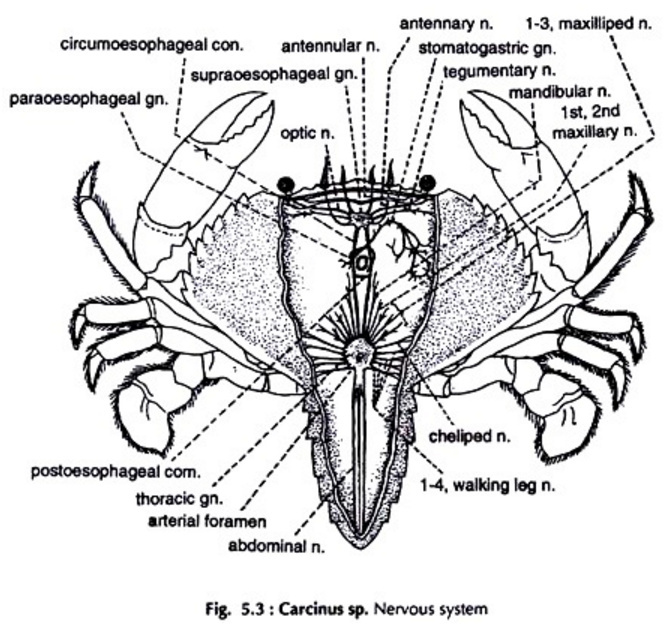 antennary n.
1-3, maxilliped n.
circumoesophageal con.
antennular n.
stomatogastric gn.
supraoesophageal gn.
tegumentary n.
paraoesophageal gn.
mandibular n.
1st, 2nd
maxillary n.
optic n.
cheliped n.
postoesophageal com.
1-4, walking leg n.
thoracic gn.
arterial foramen
abdominal n.
Fig. 5.3 : Carcinus sp. Nervous system